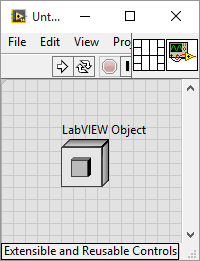 Unt...
File Edit View Pro
LabVIEW Object
Extensible and Reusable Controls